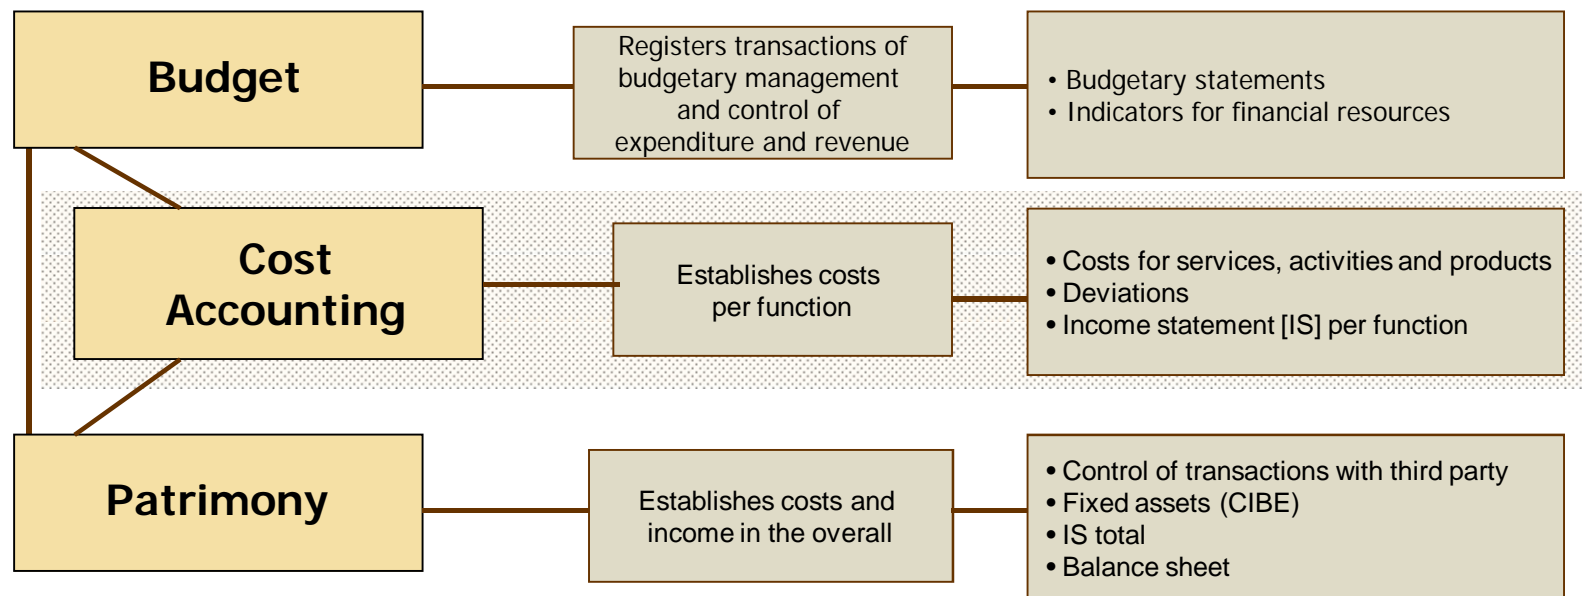 Budget
Registers transactions of
budgetary management
and control of
expenditure and revenue
• Budgetary statements
• Indicators for financial resources
Cost
Accounting
Establishes costs
per function
• Costs for services, activities and products
• Deviations
• Income statement [IS] per function
Patrimony
Establishes costs and
income in the overall
• Control of transactions with third party
• Fixed assets (CIBE)
• IS total
• Balance sheet